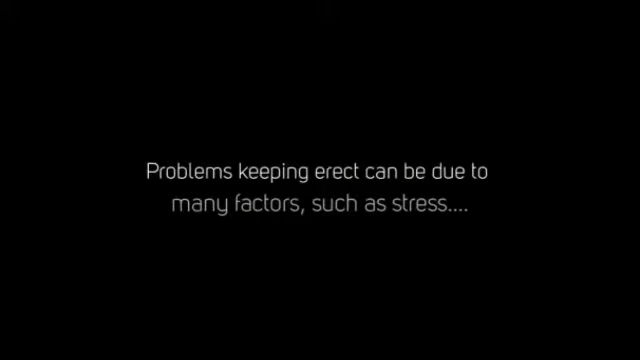 Problems keeping erect can be due to
many factors, such as stress....